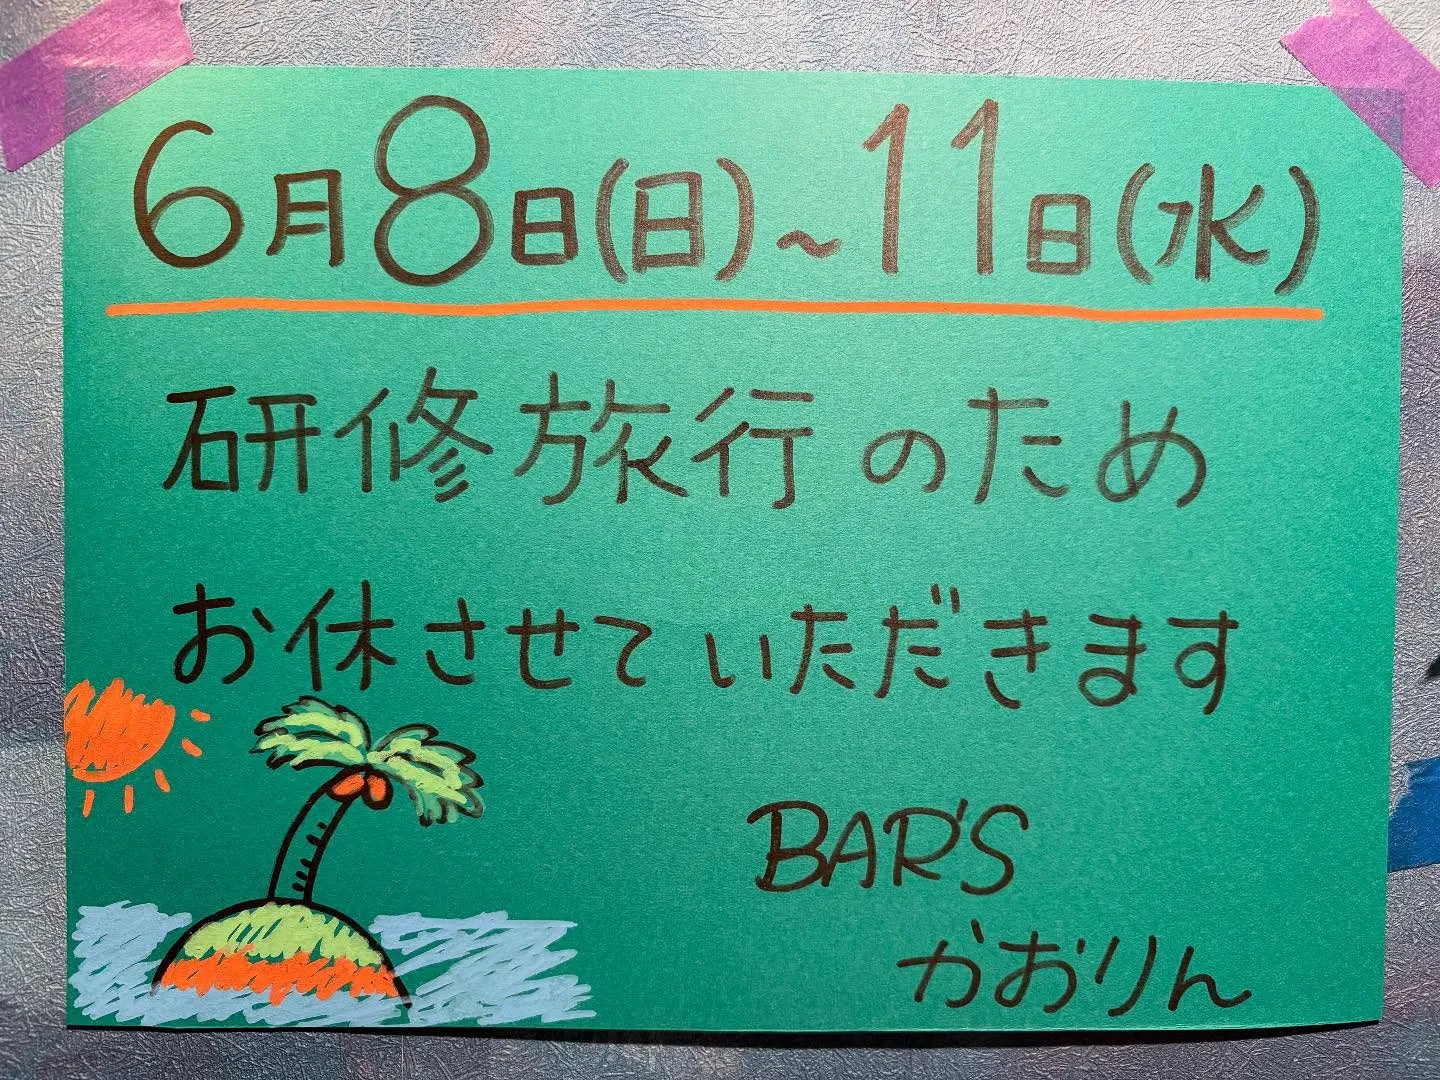 6月8日(日)~11日(水)
研修旅行のため
お休させていただきます
BAR'S
かおりん